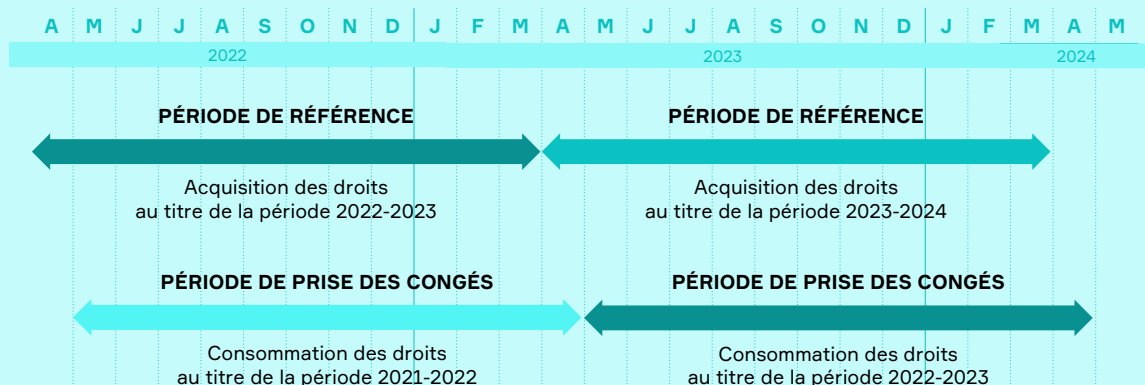 A M J J A S O N D J F M A M J J A S O N D J F M A M
2022 2023 2024
PÉRIODE DE RÉFÉRENCE PÉRIODE DE RÉFÉRENCE
Acquisition des droits
au titre de la période 2022-2023
Acquisition des droits
au titre de la période 2023-2024
PÉRIODE DE PRISE DES CONGÉS PÉRIODE DE PRISE DES CONGÉS
Consommation des droits
au titre de la période 2021-2022
Consommation des droits
au titre de la période 2022-2023